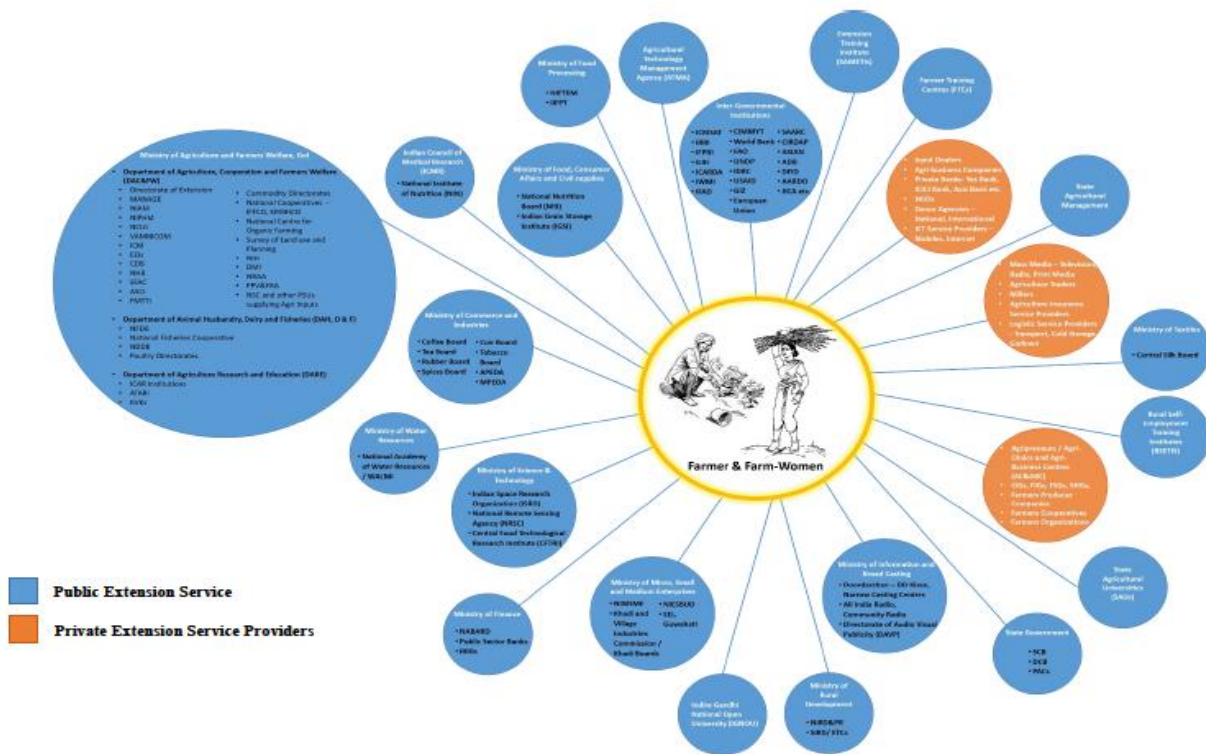 Extension
Training
Institute
(SAMETIs)
Agricultural
Technology
Management
Agency (ATMA)
Ministry of Food
Processing
• NIFTEM
• IIFPT
Farmer Training
Centres (FTCs)
Inter-Governmental
Institutions
• ICRISAT
• IRRI
• IFPRI
• ILRI
• ICARDA
• IWMI
• IFAD
• CIMMYT
• World Bank
• FAO
• UNDP
• IDRC
• USAID
• GIZ
• European
Union
• SAARC
• CIRDAP
• ASEAN
• ADB
• DFID
• AARDO
Indian Council of
Medical Research
(ICMR)
• National Institute
of Nutrition (NIN)
Ministry of Food, Consumer
Affairs and Civil supplies
• National Nutrition
Board
• Indian Grain Storage
Institute (IGSI)
• Input Dealers
• Agri-business Companies
• Private Banks- Yes Bank,
ICICI Bank, Axis Bank etc.
• NGOs
• Donor Agencies –
National, International
• ICT Service Providers –
Mobiles, Internet
State
Agricultural
Management
Ministry of Agriculture and Farmers Welfare, GoI
• Department of Agriculture, Cooperation and Farmers Welfare
(DAC&FW)
• Directorate of Extension
• MANAGE
• NIAM
• NIPHM
• VAMNICOM
• EEIs
• CDB
• NHB
• Commodity Directorates
• National Cooperatives –
IFFCO, KRIBHCO
• National Centre for
Organic Farming
• Survey of Land use and
Planning
• DMI
• NRAA
• PPV&FRA
• NSC and other PSUs
supplying Agri Inputs
• Department of Animal Husbandry, Dairy and Fisheries (DAH, D & F)
• NFDB
• National Fisheries Cooperative
• NDDB
• Poultry Directorates
• Department of Agriculture Research and Education (DARE)
• ICAR Institutions
• ATARI
• KVKs
• Mass Media – Television,
Radio, Print Media
• Agriculture Traders
• Millers
• Agriculture Insurance
Service Providers
• Logistic Service Providers
- Transport, Cold Storage,
Godown
Ministry of Commerce and
Industries
• Coffee Board
• Tea Board
• Rubber Board
• Spices Board
• Coir Board
• Tobacco
Board
• APEDA
• MPEDA
Ministry of Textiles
• Central Silk Board
Farmer & Farm-Women
Ministry of Water
Resources
• National Academy
of Water Resources
/ WALMI
Rural Self-
Employment
Training
Institutes
(RSETIs)
• Agripreneurs / Agri-
Clinics and Agri-
Business Centres
(AC&ABC)
• CIGs, FIGs, FSGs, SHGs,
• Farmers Producer
Companies
• Farmers Cooperatives
• Farmers Organizations
Ministry of Science &
Technology
• Indian Space Research
Organization (ISRO)
• National Remote Sensing
Agency (NRSC)
• Central Food Technological
Research Institute (CFTRI)
Ministry of Information and
Broad Casting
• Doordarshan – DD Kisan,
Narrow Casting Centers
• All India Radio,
Community Radio
• Directorate of Audio Visual
Publicity (DAVP)
State
Agricultural
Universities
(SAUs)
Ministry of Micro, Small
and Medium Enterprises
• NIMSME
• Khadi and
Village
Industries
Commission /
Khadi Boards
• NIESBUD
• IIE,
Guwahati
Public Extension Service
Private Extension Service Providers
Ministry of Finance
• NABARD
• Public Sector Banks
• RRBs
State Government
• SCB
• DCB
• PACs
Indira Gandhi
National Open
University (IGNOU)
Ministry of
Rural
Development
• NIRD&PR
• SIRD/ ETCs